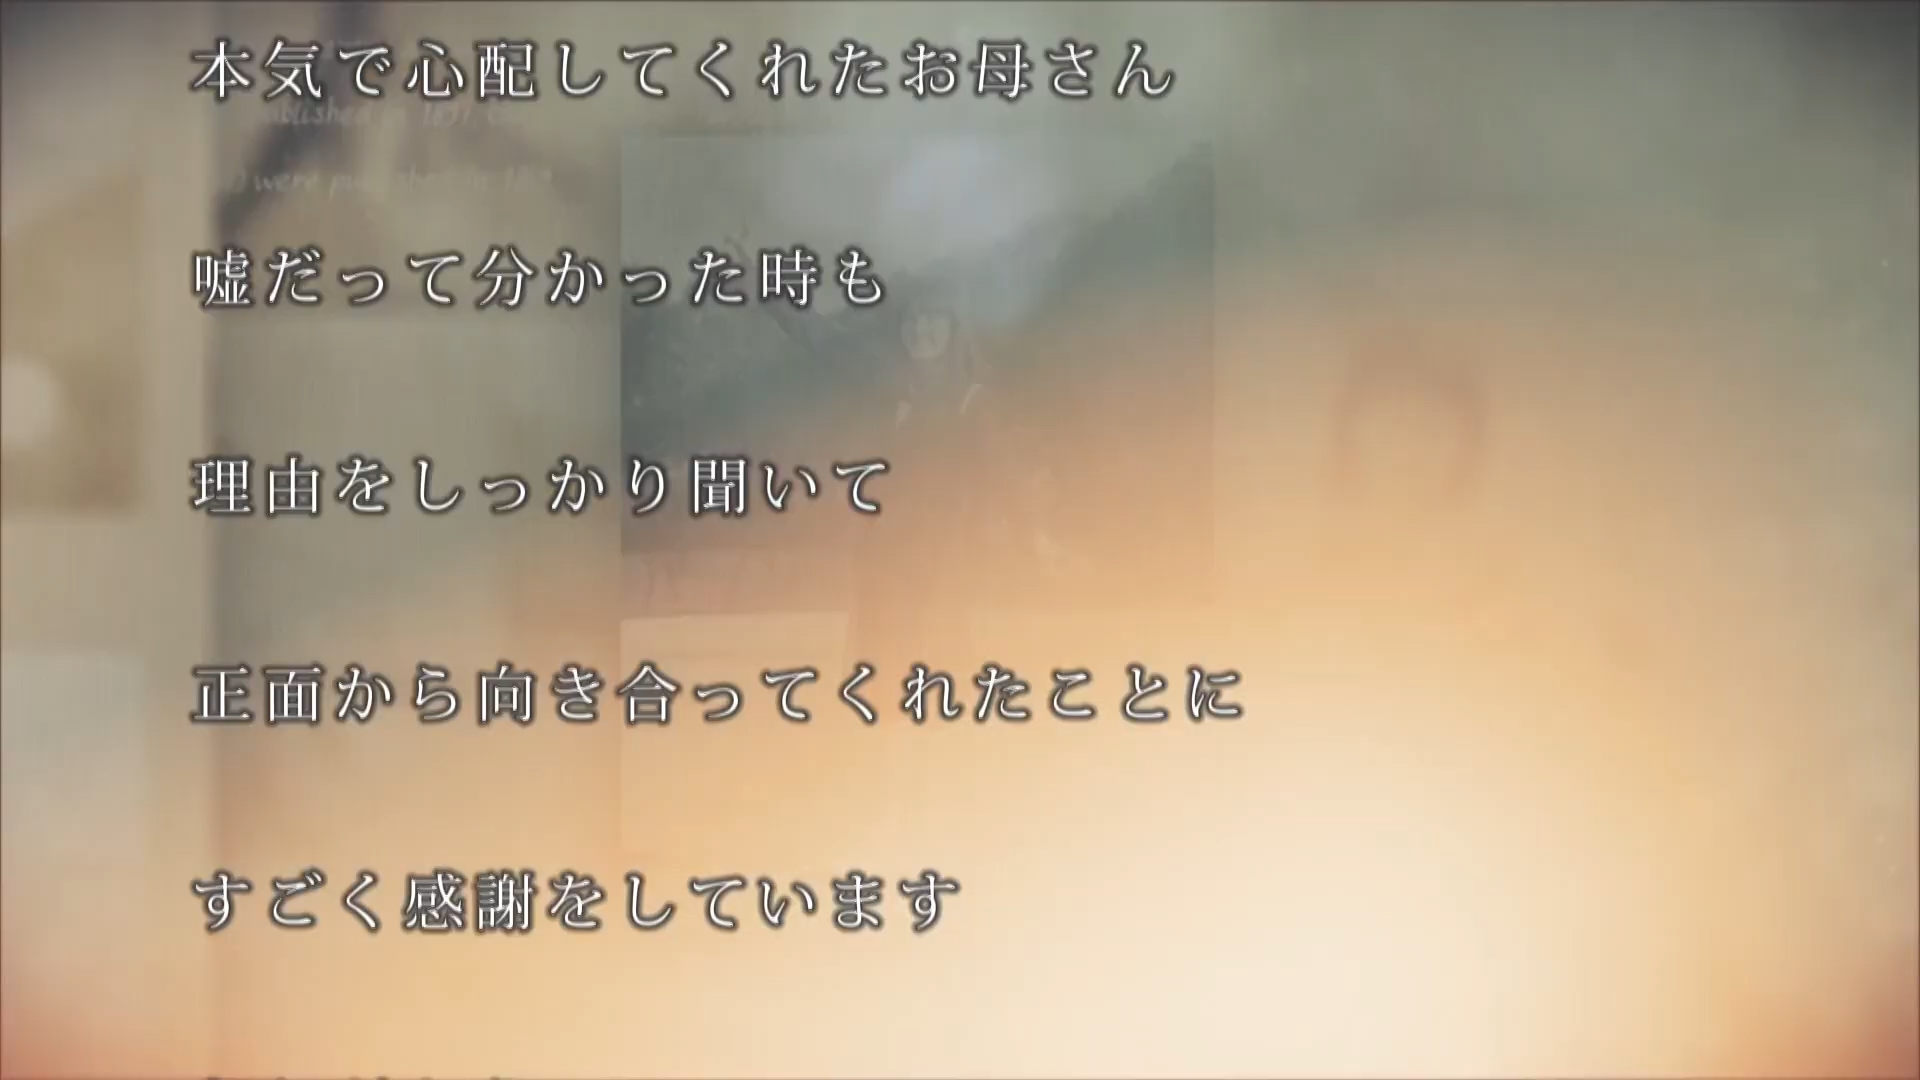 本気で心配してくれたお母さん
嘘だって分かった時も
理由をしっかり聞いて
正面から向き合ってくれたことに
すごく感謝をしています